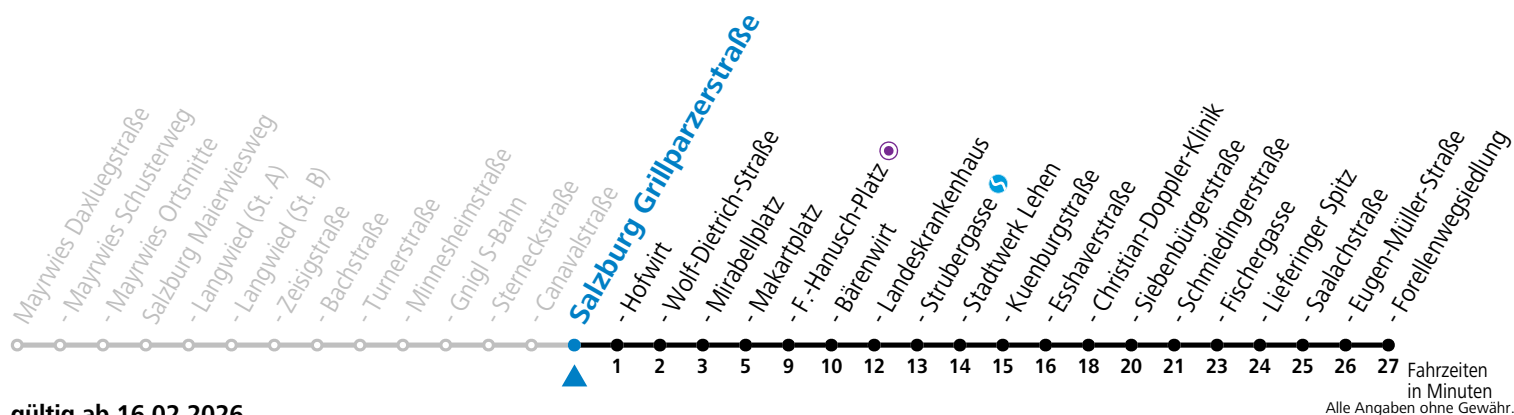 Mayrwies Daxluegstraße
- Mayrwies Schusterweg
- Mayrwies Ortsmitte
Salzburg Maierwiesweg
- Langwied (St. A)
- Langwied (St. B)
- Zeisigstraße
- Bachstraße
- Turnerstraße
- Minnesheimstraße
- Gnigl S-Bahn
- Sterneckstraße
- Canavalstraße
Salzburg Grillparzerstraße
- Hofwirt
- Wolf-Dietrich-Straße
- Mirabellplatz
- Makartplatz
- F.-Hanusch-Platz
- Bärenwirt
- Landeskrankenhaus
- Strubergasse
- Stadtwerk Lehen
- Kuenburgstraße
- Esshaverstraße
- Christian-Doppler-Klinik
- Siebenbürgerstraße
- Schmiedingerstraße
- Fischergasse
- Lieferinger Spitz
- Saalachstraße
- Eugen-Müller-Straße
- Forellenwegsiedlung
1 2 3 5 9 10 12 13 14 15 16 18 20 21 23 24 25 26 27
Fahrzeiten
in Minuten
Alle Angaben ohne Gewähr.
gültig ab 16.02.2026